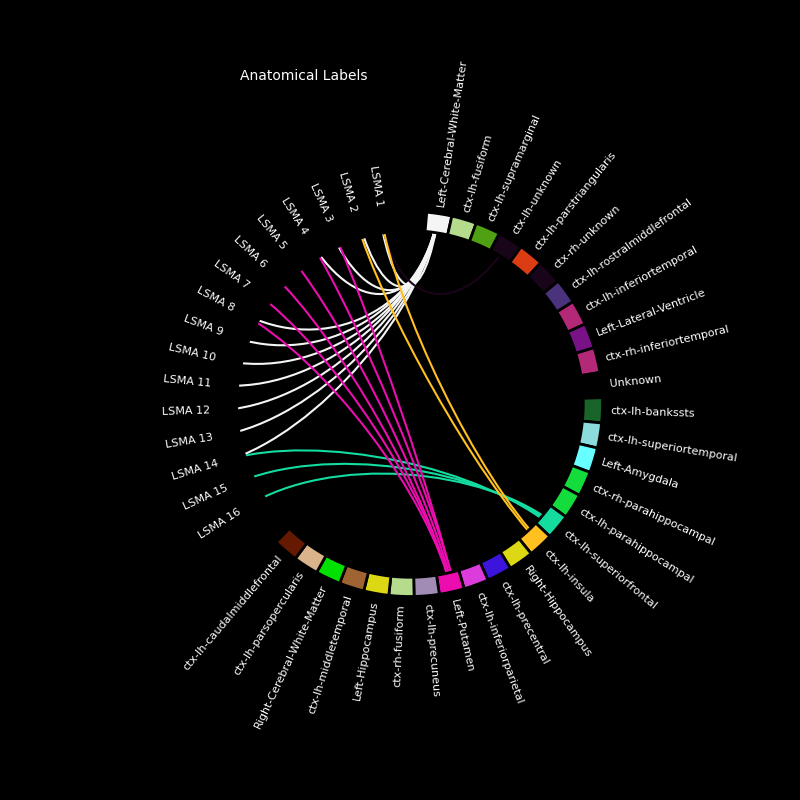 Anatomical Labels
Left-Cerebral-White-Matter
ctx-lh-fusiform
ctx-lh-supramarginal
ctx-lh-unknown
ctx-lh-parstriangularis
ctx-rh-unknown
ctx-lh-rostralmiddlefrontal
ctx-lh-inferiortemporal
Left-Lateral-Ventricle
ctx-rh-inferiortemporal
Unknown
ctx-lh-bankssts
ctx-lh-superiortemporal
Left-Amygdala
ctx-rh-parahippocampal
ctx-lh-parahippocampal
ctx-lh-superiorfrontal
ctx-lh-insula
Right-Hippocampus
ctx-lh-precentral
ctx-lh-inferiorparietal
Left-Putamen
ctx-lh-precuneus
ctx-rh-fusiform
Left-Hippocampus
ctx-lh-middletemporal
Right-Cerebral-White-Matter
ctx-lh-parsopercularis
ctx-lh-caudalmiddlefrontal
LSMA 16
LSMA 15
LSMA 14
LSMA 13
LSMA 12
LSMA 11
LSMA 10
LSMA 9
LSMA 8
LSMA 7
LSMA 6
LSMA 5
LSMA 4
LSMA 3
LSMA 2
LSMA 1